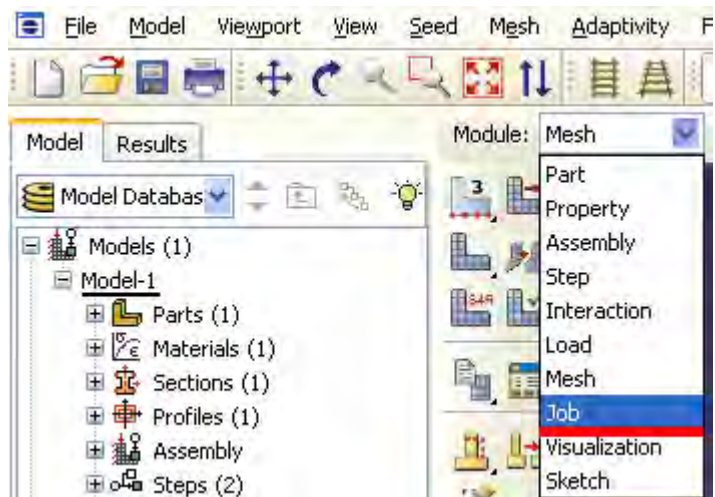 File Model Viewport View Seed Mesh Adaptivity F
Model Results
Module: Mesh
Model Databas
Models (1)
Model-1
Parts (1)
Materials (1)
Sections (1)
Profiles (1)
Assembly
Steps (2)
3
Part
Property
Assembly
Step
Interaction
Load
Mesh
Job
Visualization
Sketch